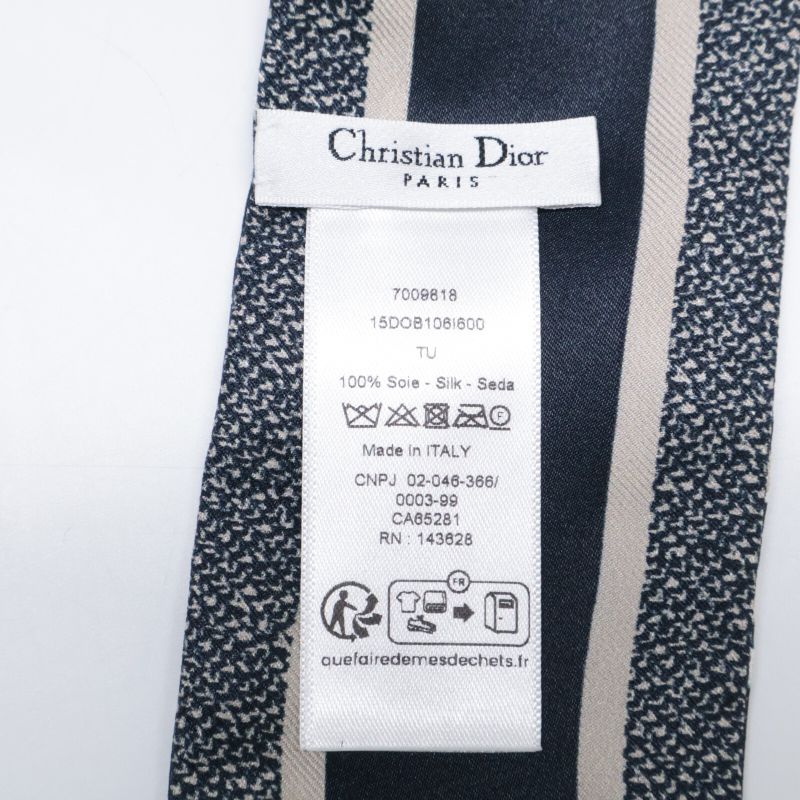 Christian Dior
PARIS
7009818
15DOB106I600
TU
100% Soie - Silk - Seda
F
Made in ITALY
CNPJ 02-046-366/
0003-99
CA65281
RN : 143628
FR
quefairedemesdechets.fr